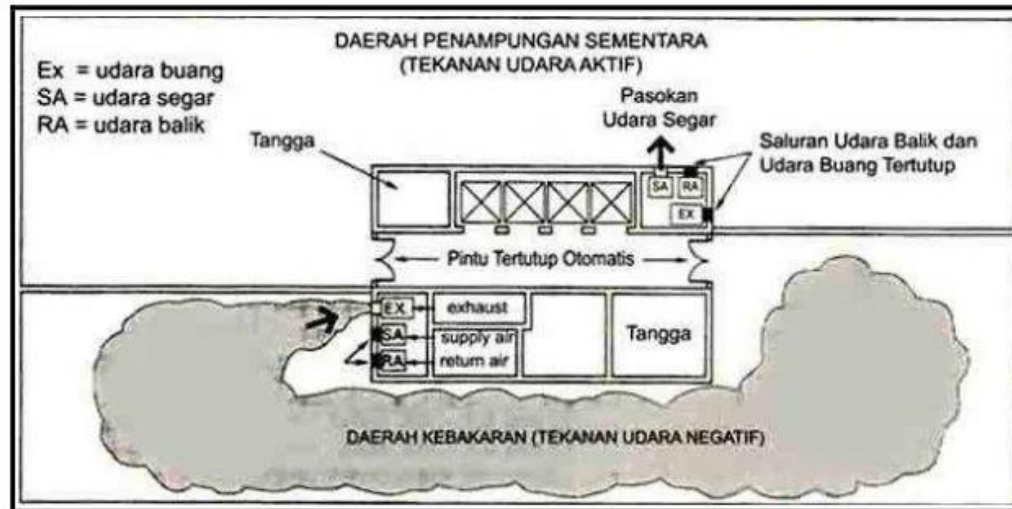 DAERAH PENAMPUNGAN SEMENTARA
(TEKANAN UDARA AKTIF)
Ex = udara buang
SA = udara segar
RA = udara balik
Pasokan
Udara Segar
Tangga
Saluran Udara Balik dan
Udara Buang Tertutup
SA
RA
EX
Pintu Tertutup Otomatis
EX
exhaust
SA
supply air
Tangga
RA
return air
DAERAH KEBAKARAN (TEKANAN UDARA NEGATIF)